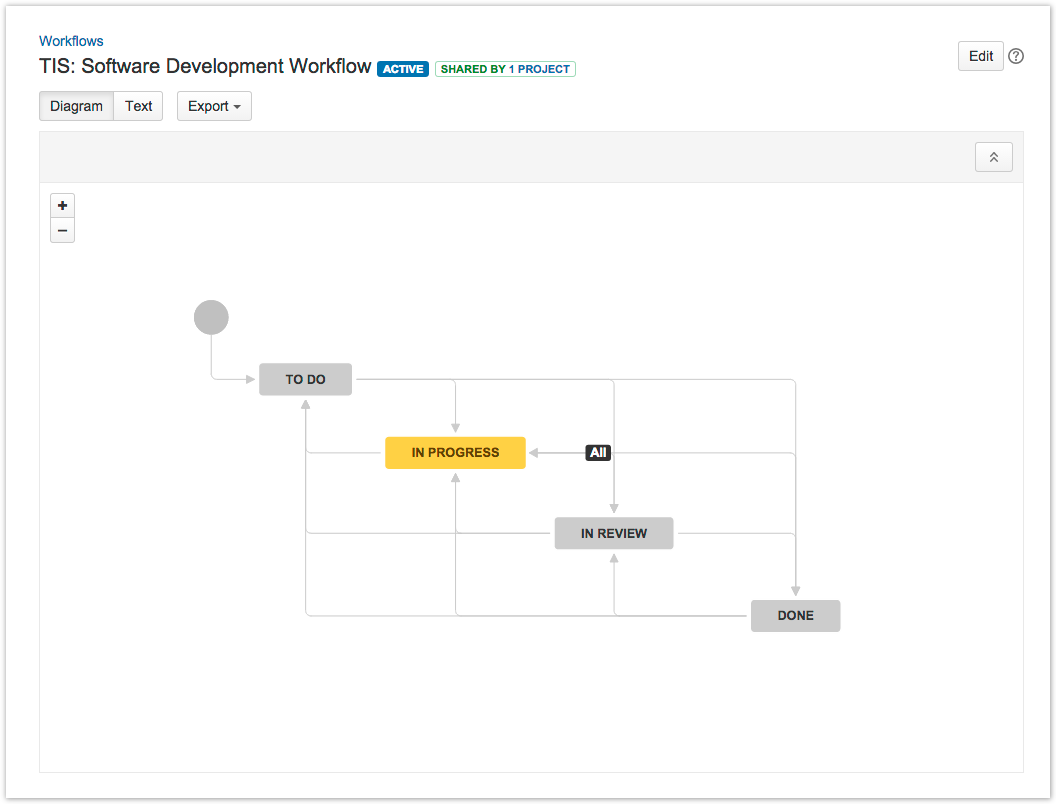 Workflows
TIS: Software Development Workflow ACTIVE SHARED BY 1 PROJECT
Edit ?
Diagram Text Export
+
−
TO DO
IN PROGRESS All
IN REVIEW
DONE